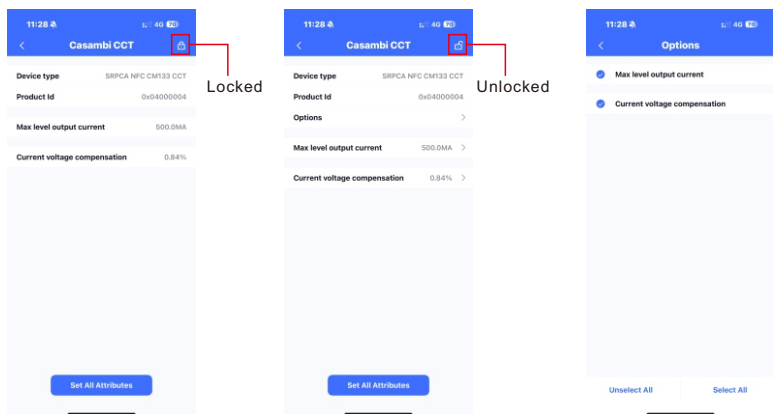 11:28
4G 70
Casambi CCT
Device type SRPCA NFC CM133 CCT
Product Id 0x04000004
Max level output current 500.0MA
Current voltage compensation 0.84%
Set All Attributes
Locked
11:28
4G 70
Casambi CCT
Device type SRPCA NFC CM133 CCT
Product Id 0x04000004
Options
Max level output current 500.0MA
Current voltage compensation 0.84%
Set All Attributes
Unlocked
11:28
4G
Options
Max level output current
Current voltage compensation
Unselect All Select All